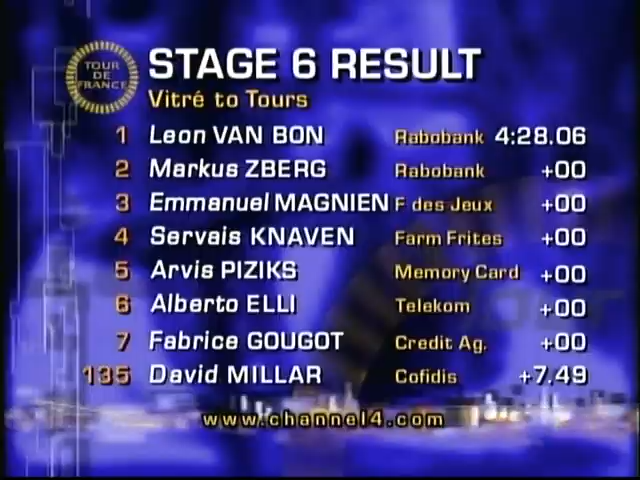 TOUR
DE
FRANCE
STAGE 6 RESULT
Vitré to Tours
1 Leon VAN BON Rabobank 4:28.06
2 Markus ZBERG Rabobank +00
3 Emmanuel MAGNIEN F des Jeux +00
4 Servais KNAVEN Farm Frites +00
5 Arvis PIZIKS Memory Card +00
6 Alberto ELLI Telekom +00
7 Fabrice GOUGOT Credit Ag. +00
135 David MILLAR Cofidis +7.49
www.channel4.com